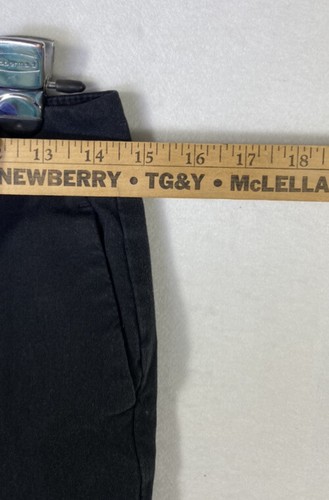 13 14 15 16 17 18
NEWBERRY • TG&Y • McLELLA